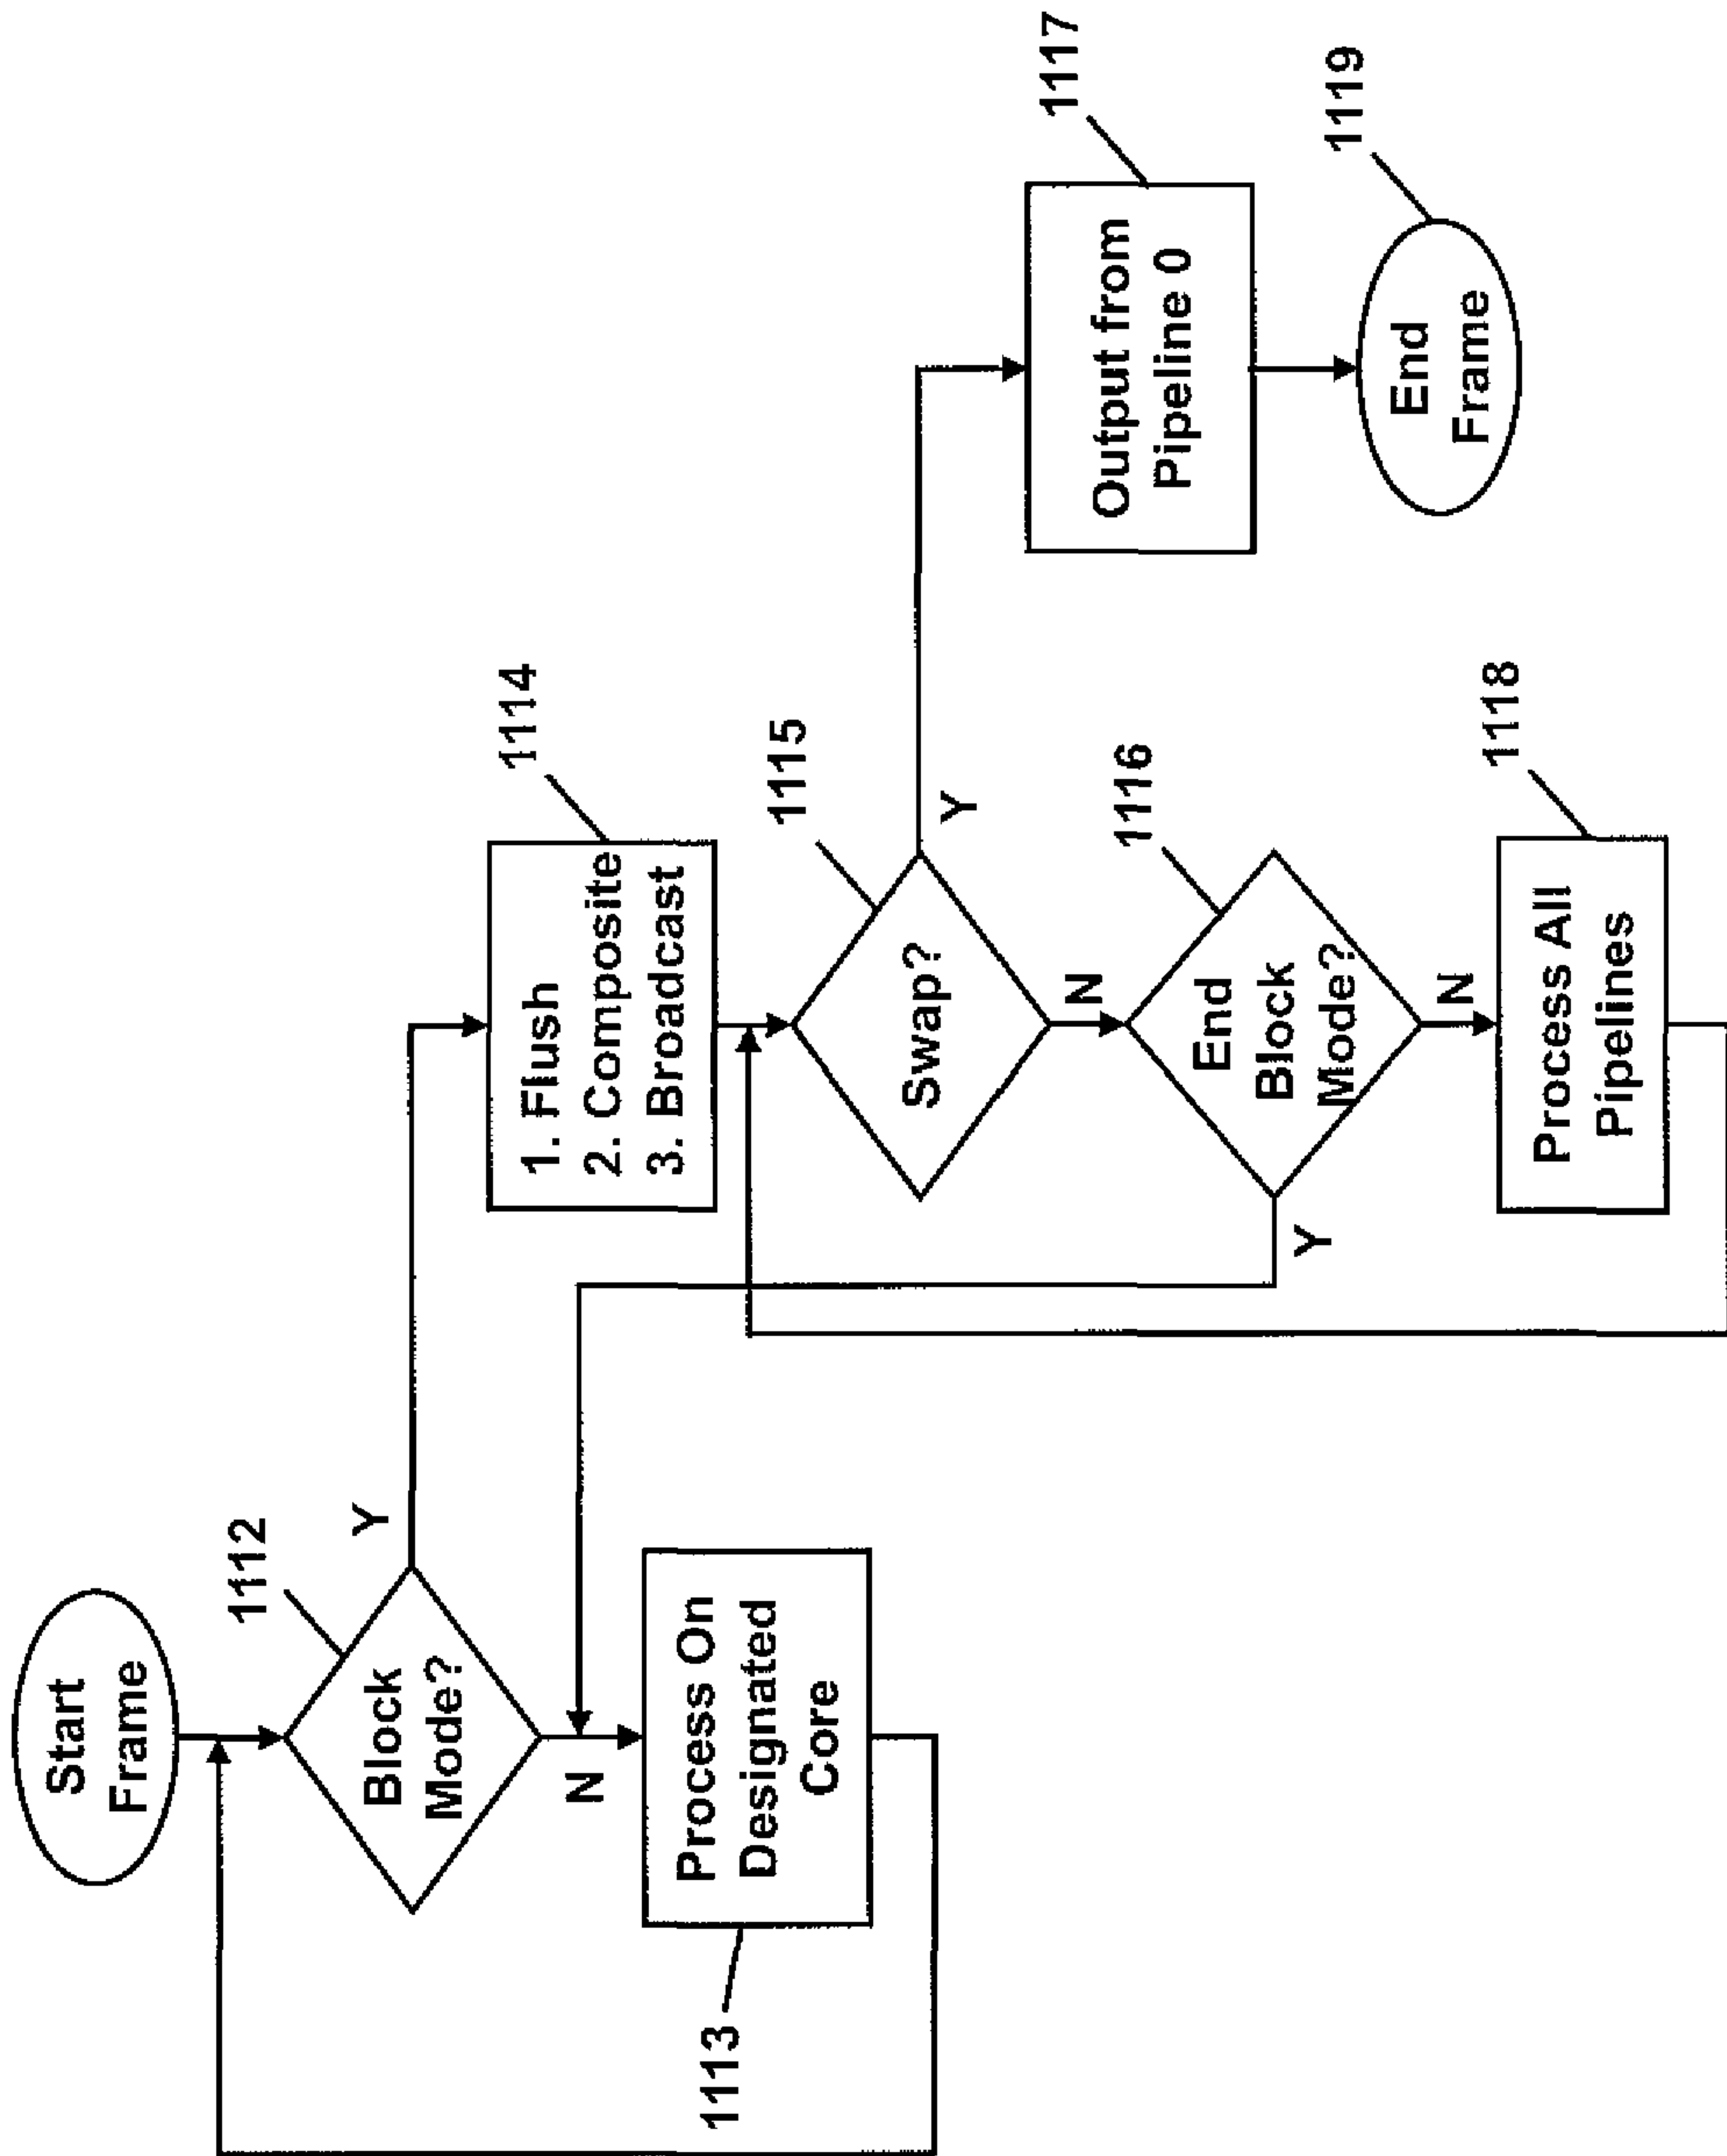 Start
Frame
1112
Block
Mode?
Y
N
Process On
Designated
Core
1113
1114
1. Flush
2. Composite
3. Broadcast
1115
Swap?
Y
N
1116
End
Block
Mode?
Y
N
1118
Process All
Pipelines
1117
Output from
Pipeline 0
1119
End
Frame